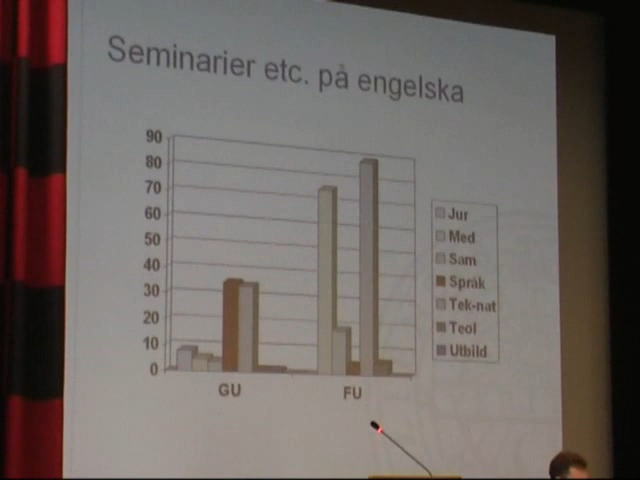 Seminarier etc. på engelska
90
80
70
60
50
40
30
20
10
0
GU
FU
Jur
Med
Sam
Språk
Tek-nat
Teol
Utbild